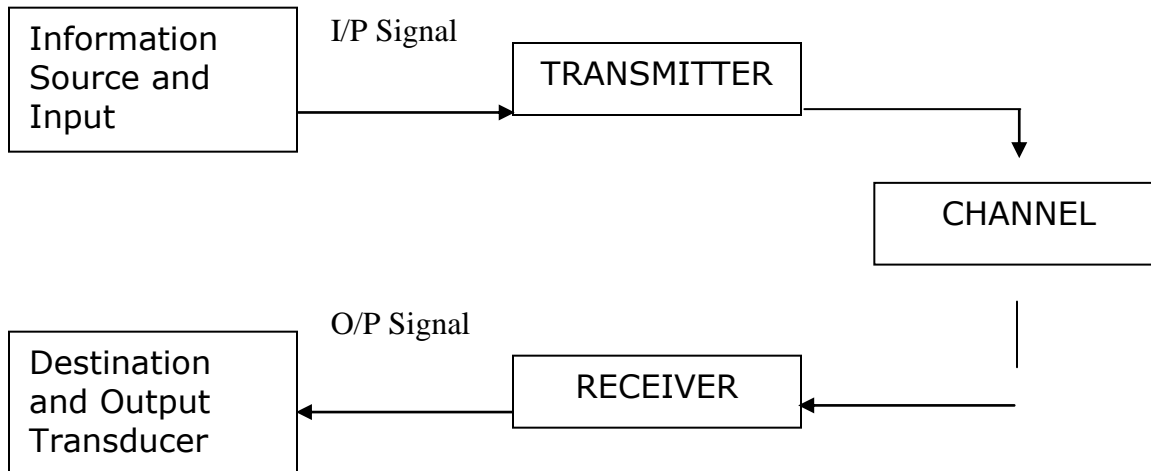 Information
Source and
Input
I/P Signal
TRANSMITTER
CHANNEL
O/P Signal
Destination
and Output
Transducer
RECEIVER